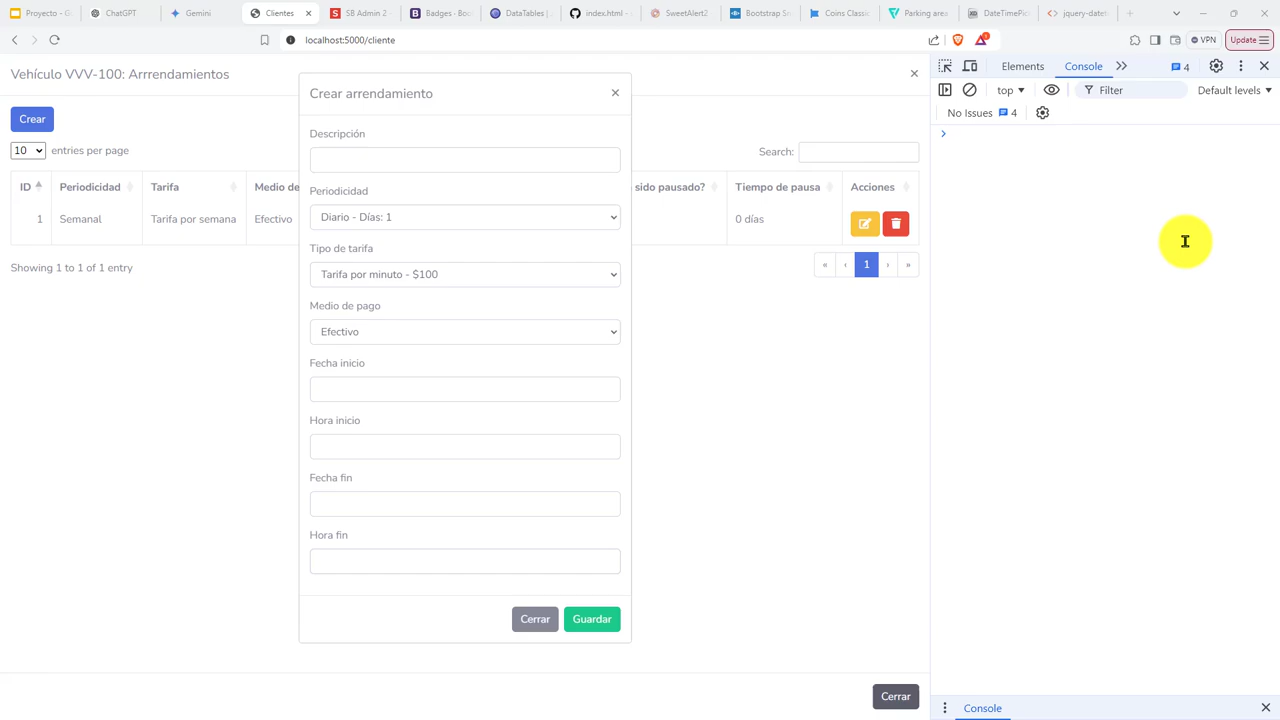 Proyecto - G
ChatGPT
Gemini
Clientes
SB Admin 2
Badges - B
DataTables |
index.html -
SweetAlert2
Bootstrap Sn
Coins Classic
Parking area
DateTimePic
jquery-datet
localhost:5000/cliente
VPN
Update
Vehículo VVV-100: Arrrendamientos
Crear
10 entries per page
Search:
ID Periodicidad Tarifa Medio de sido pausado? Tiempo de pausa Acciones
1 Semanal Tarifa por semana Efectivo 0 días
Showing 1 to 1 of 1 entry
« ‹ 1 › »
Crear arrendamiento
Descripción
Periodicidad
Diario - Días: 1
Tipo de tarifa
Tarifa por minuto - $100
Medio de pago
Efectivo
Fecha inicio
Hora inicio
Fecha fin
Hora fin
Cerrar Guardar
Cerrar
Elements Console 4
top Filter Default levels
No Issues 4
Console